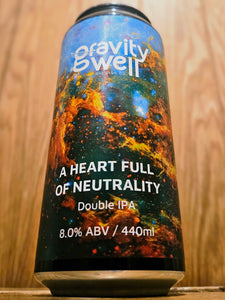 gravity
well
A HEART FULL
OF NEUTRALITY
Double IPA
8.0% ABV / 440ml